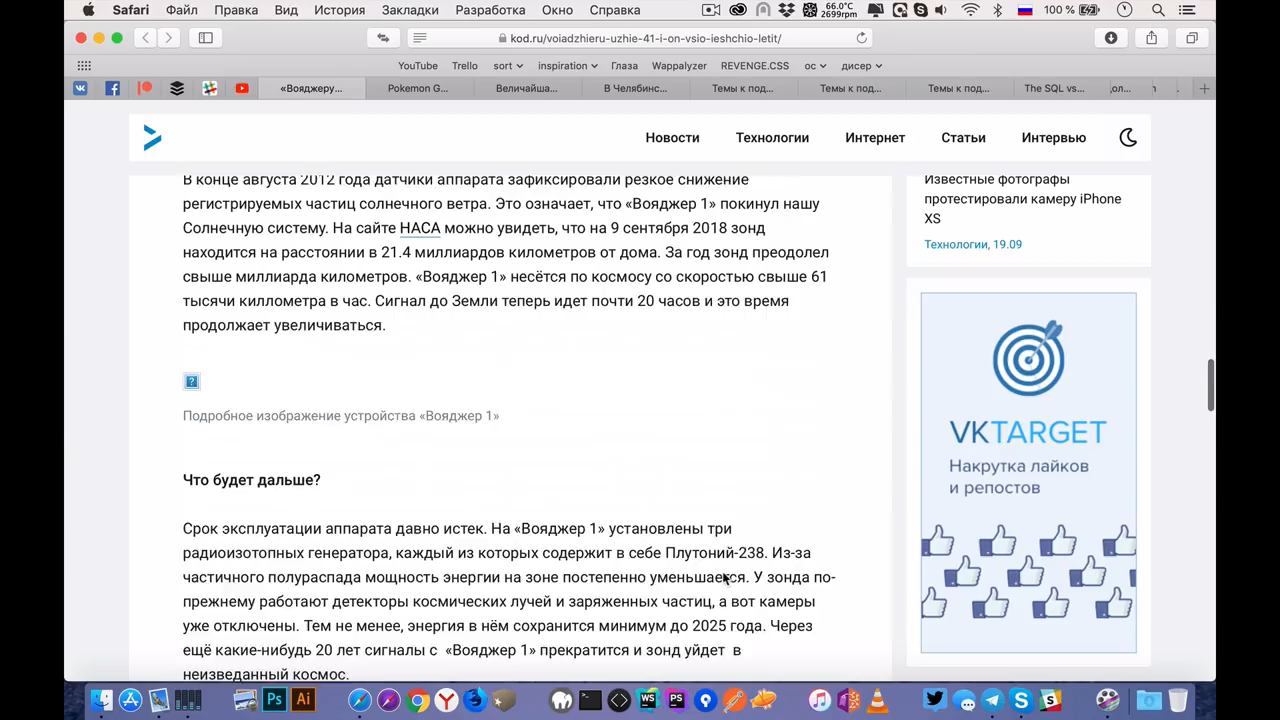 Safari Файл Правка Вид История Закладки Разработка Окно Справка 66.0°C 2699rpm 100 %
kod.ru/voiadzhieru-uzhie-41-i-on-vsio-ieshchio-letit/
YouTube Trello sort inspiration Глаза Wappalyzer REVENGE.CSS ос дисер
«Вояджеру... Pokemon G... Величайша... В Челябинс... Темы к под... Темы к под... Темы к под... The SQL vs...
Новости Технологии Интернет Статьи Интервью
В конце августа 2012 года датчики аппарата зафиксировали резкое снижение
регистрируемых частиц солнечного ветра. Это означает, что «Вояджер 1» покинул нашу
Солнечную систему. На сайте НАСА можно увидеть, что на 9 сентября 2018 зонд
находится на расстоянии в 21.4 миллиардов километров от дома. За год зонд преодолел
свыше миллиарда километров. «Вояджер 1» несётся по космосу со скоростью свыше 61
тысячи киллометра в час. Сигнал до Земли теперь идет почти 20 часов и это время
продолжает увеличиваться.
Подробное изображение устройства «Вояджер 1»
Что будет дальше?
Срок эксплуатации аппарата давно истек. На «Вояджер 1» установлены три
радиоизотопных генератора, каждый из которых содержит в себе Плутоний-238. Из-за
частичного полураспада мощность энергии на зоне постепенно уменьшается. У зонда по-
прежнему работают детекторы космических лучей и заряженных частиц, а вот камеры
уже отключены. Тем не менее, энергия в нём сохранится минимум до 2025 года. Через
ещё какие-нибудь 20 лет сигналы с «Вояджер 1» прекратится и зонд уйдет в
неизведанный космос.
Известные фотографы
протестировали камеру iPhone
XS
Технологии, 19.09
VKTARGET
Накрутка лайков
и репостов
Ps Ai WS PS